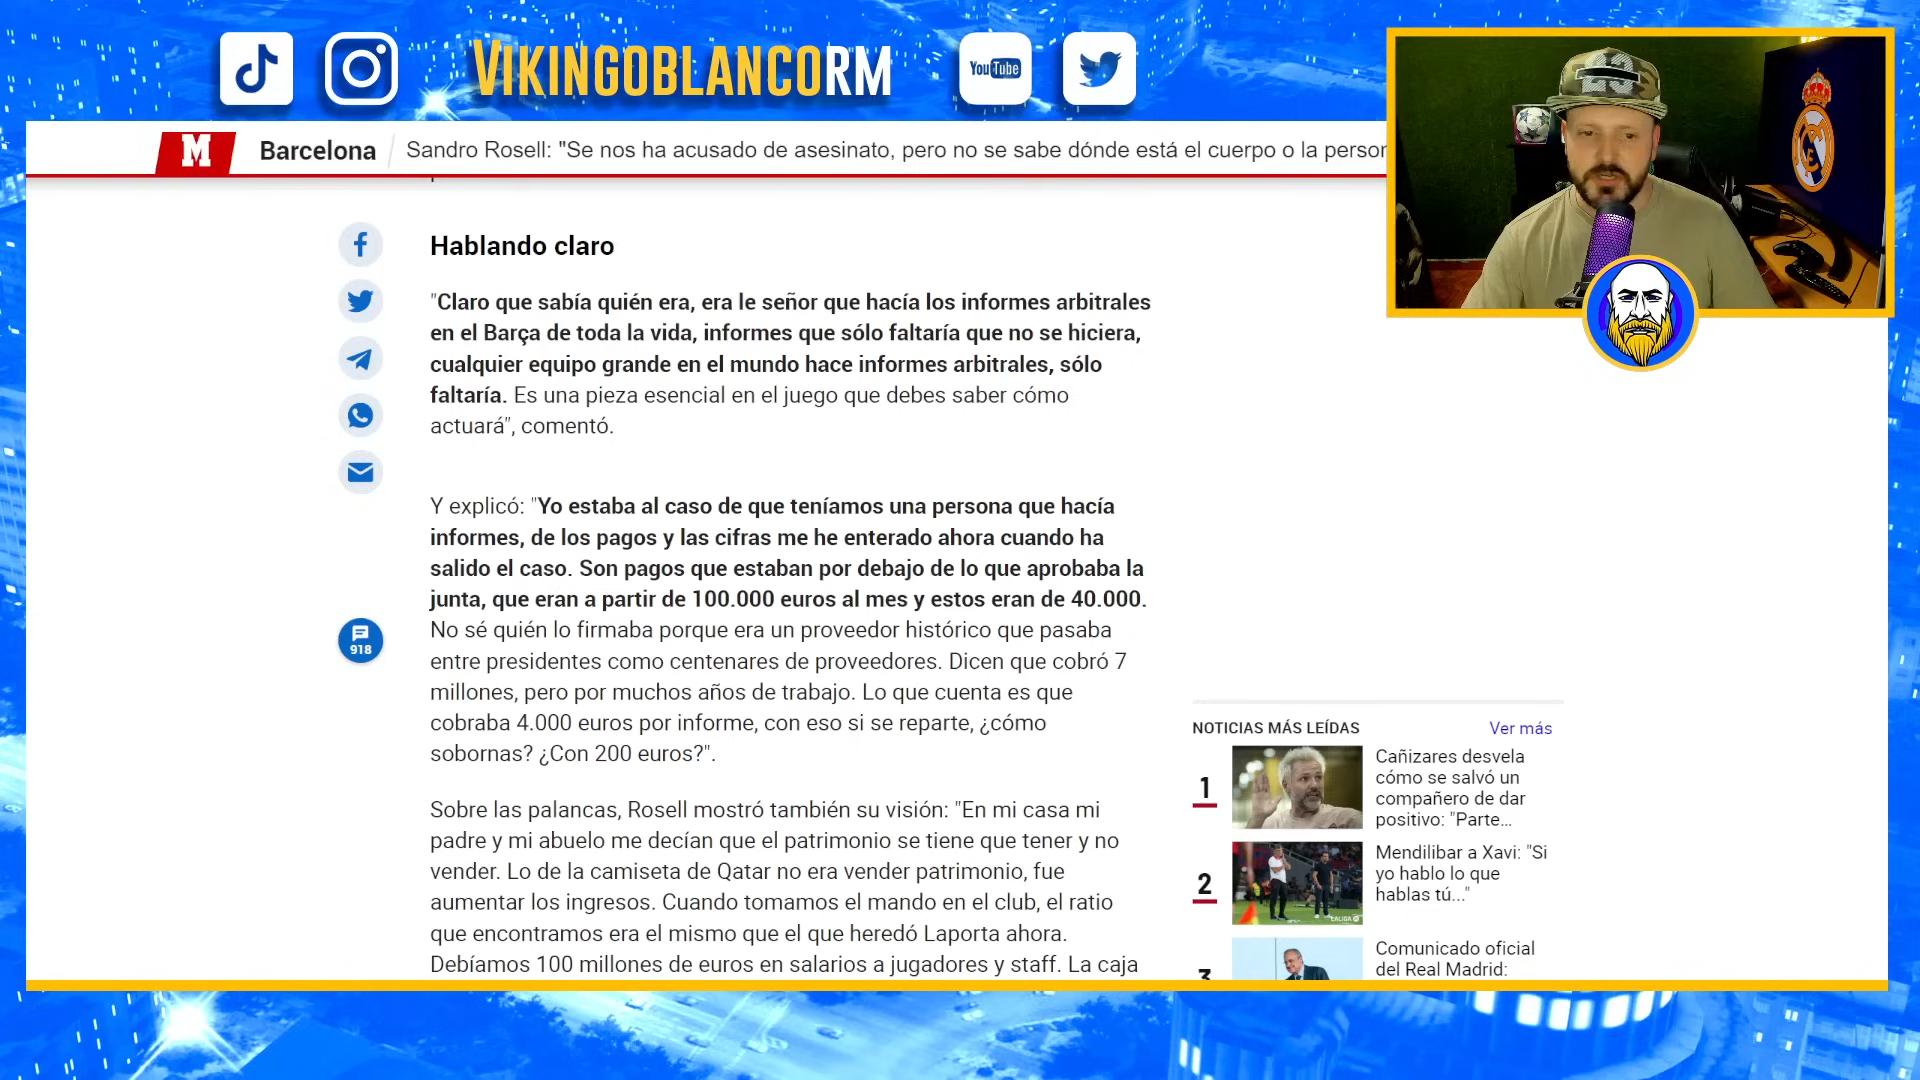 VIKINGOBLANCORM
YouTube
M
Barcelona
Sandro Rosell: "Se nos ha acusado de asesinato, pero no se sabe dónde está el cuerpo o la person
Hablando claro
"Claro que sabía quién era, era le señor que hacía los informes arbitrales
en el Barça de toda la vida, informes que sólo faltaría que no se hiciera,
cualquier equipo grande en el mundo hace informes arbitrales, sólo
faltaría. Es una pieza esencial en el juego que debes saber cómo
actuará", comentó.
Y explicó: "Yo estaba al caso de que teníamos una persona que hacía
informes, de los pagos y las cifras me he enterado ahora cuando ha
salido el caso. Son pagos que estaban por debajo de lo que aprobaba la
junta, que eran a partir de 100.000 euros al mes y estos eran de 40.000.
No sé quién lo firmaba porque era un proveedor histórico que pasaba
entre presidentes como centenares de proveedores. Dicen que cobró 7
millones, pero por muchos años de trabajo. Lo que cuenta es que
cobraba 4.000 euros por informe, con eso si se reparte, ¿cómo
sobornas? ¿Con 200 euros?".
918
Sobre las palancas, Rosell mostró también su visión: "En mi casa mi
padre y mi abuelo me decían que el patrimonio se tiene que tener y no
vender. Lo de la camiseta de Qatar no era vender patrimonio, fue
aumentar los ingresos. Cuando tomamos el mando en el club, el ratio
que encontramos era el mismo que el que heredó Laporta ahora.
Debíamos 100 millones de euros en salarios a jugadores y staff. La caja
NOTICIAS MÁS LEÍDAS
Ver más
1
Cañizares desvela
cómo se salvó un
compañero de dar
positivo: "Parte...
2
Mendilibar a Xavi: "Si
yo hablo lo que
hablas tú..."
LALIGA
3
Comunicado oficial
del Real Madrid: